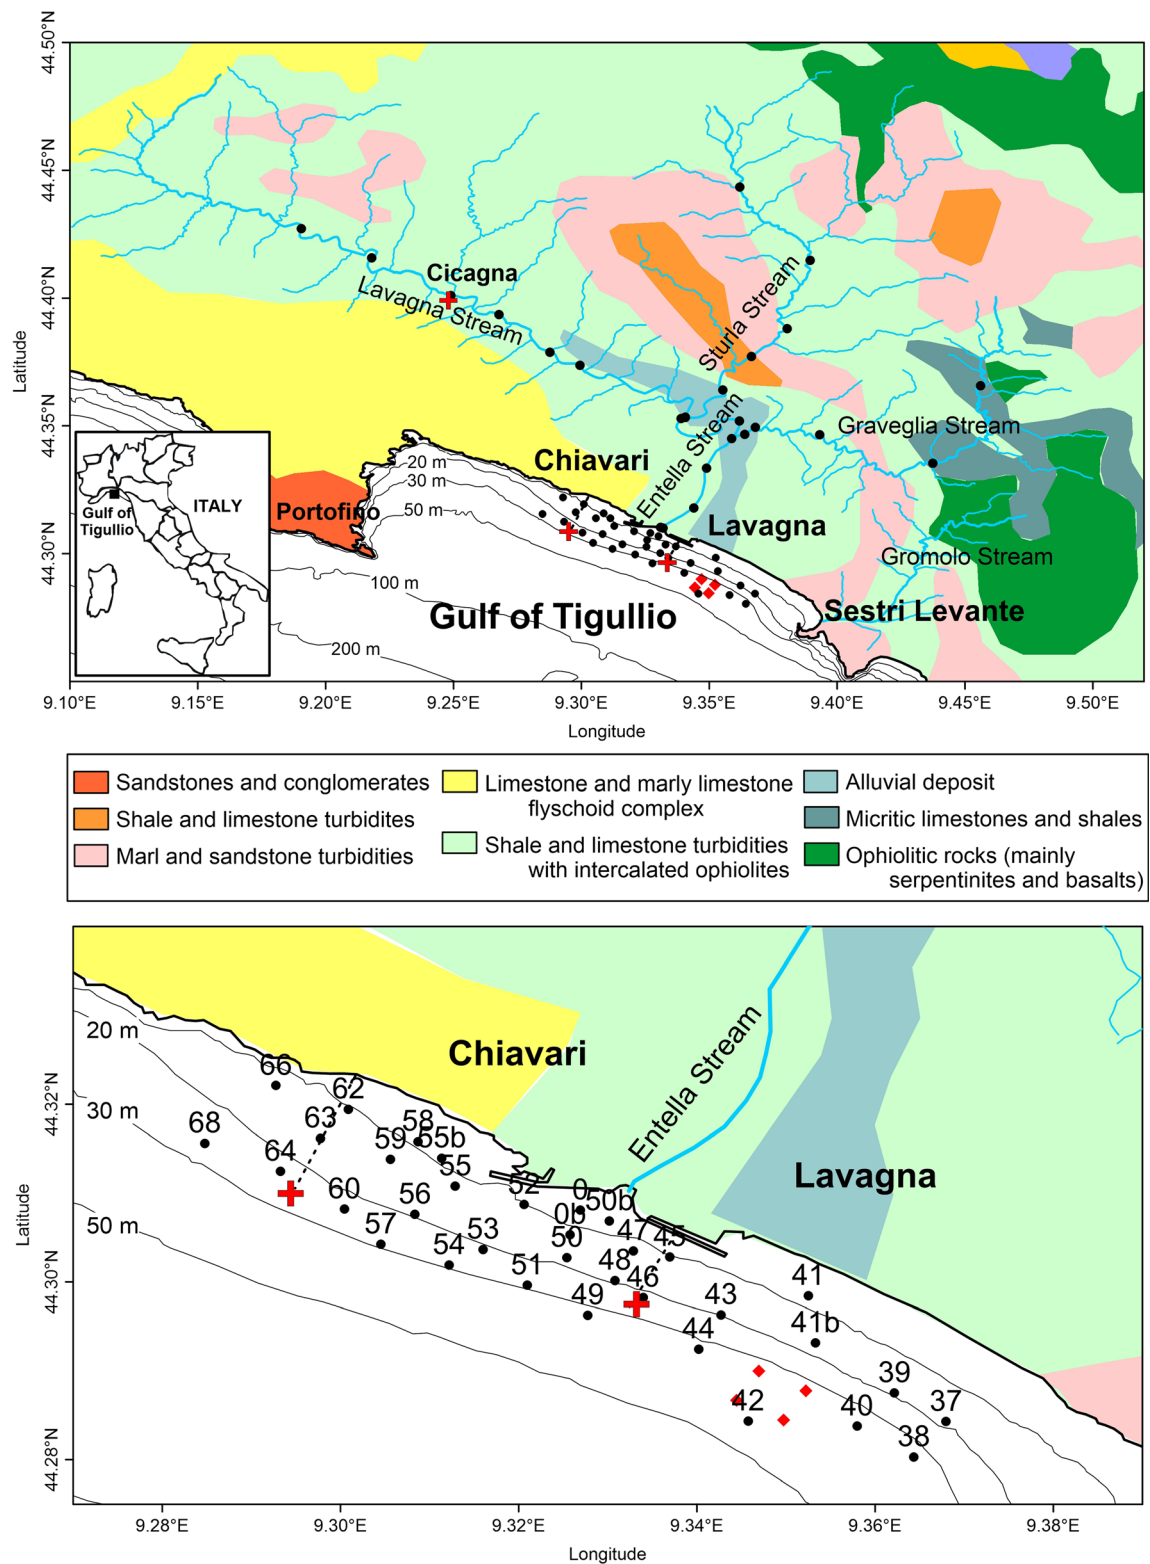 44.50°N
44.45°N
44.40°N
44.35°N
44.30°N
Latitude
Cicagna
Lavagna Stream
Sturla Stream
Graveglia Stream
Entella Stream
Chiavari
Lavagna
Gromolo Stream
Sestri Levante
Portofino
20 m
30 m
50 m
100 m
200 m
Gulf of Tigullio
ITALY
Gulf of
Tigullio
9.10°E
9.15°E
9.20°E
9.25°E
9.30°E
9.35°E
9.40°E
9.45°E
9.50°E
Longitude
Sandstones and conglomerates
Shale and limestone turbidites
Marl and sandstone turbidities
Limestone and marly limestone
flyschoid complex
Shale and limestone turbidities
with intercalated ophiolites
Alluvial deposit
Micritic limestones and shales
Ophiolitic rocks (mainly
serpentinites and basalts)
44.32°N
44.30°N
44.28°N
Latitude
20 m
30 m
50 m
Chiavari
Entella Stream
Lavagna
66
62
68
63
58
64
59
55b
55
60
56
52
0
50b
57
53
0b
47
45
54
50
51
48
46
49
43
41
44
41b
42
39
40
37
38
9.28°E
9.30°E
9.32°E
9.34°E
9.36°E
9.38°E
Longitude